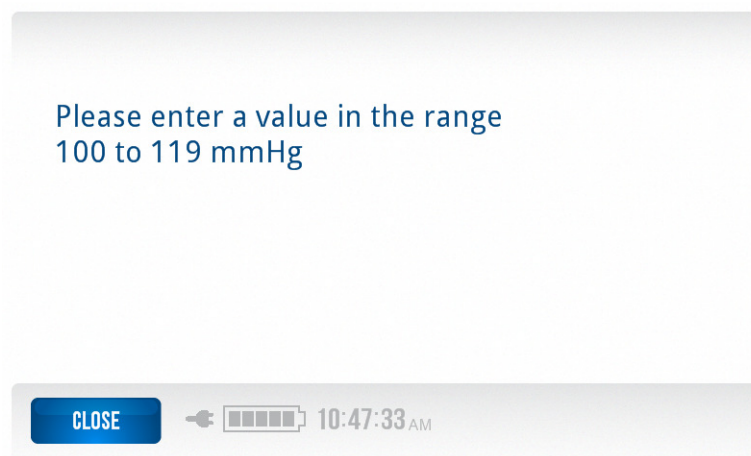 Please enter a value in the range
100 to 119 mmHg
CLOSE 10:47:33 AM